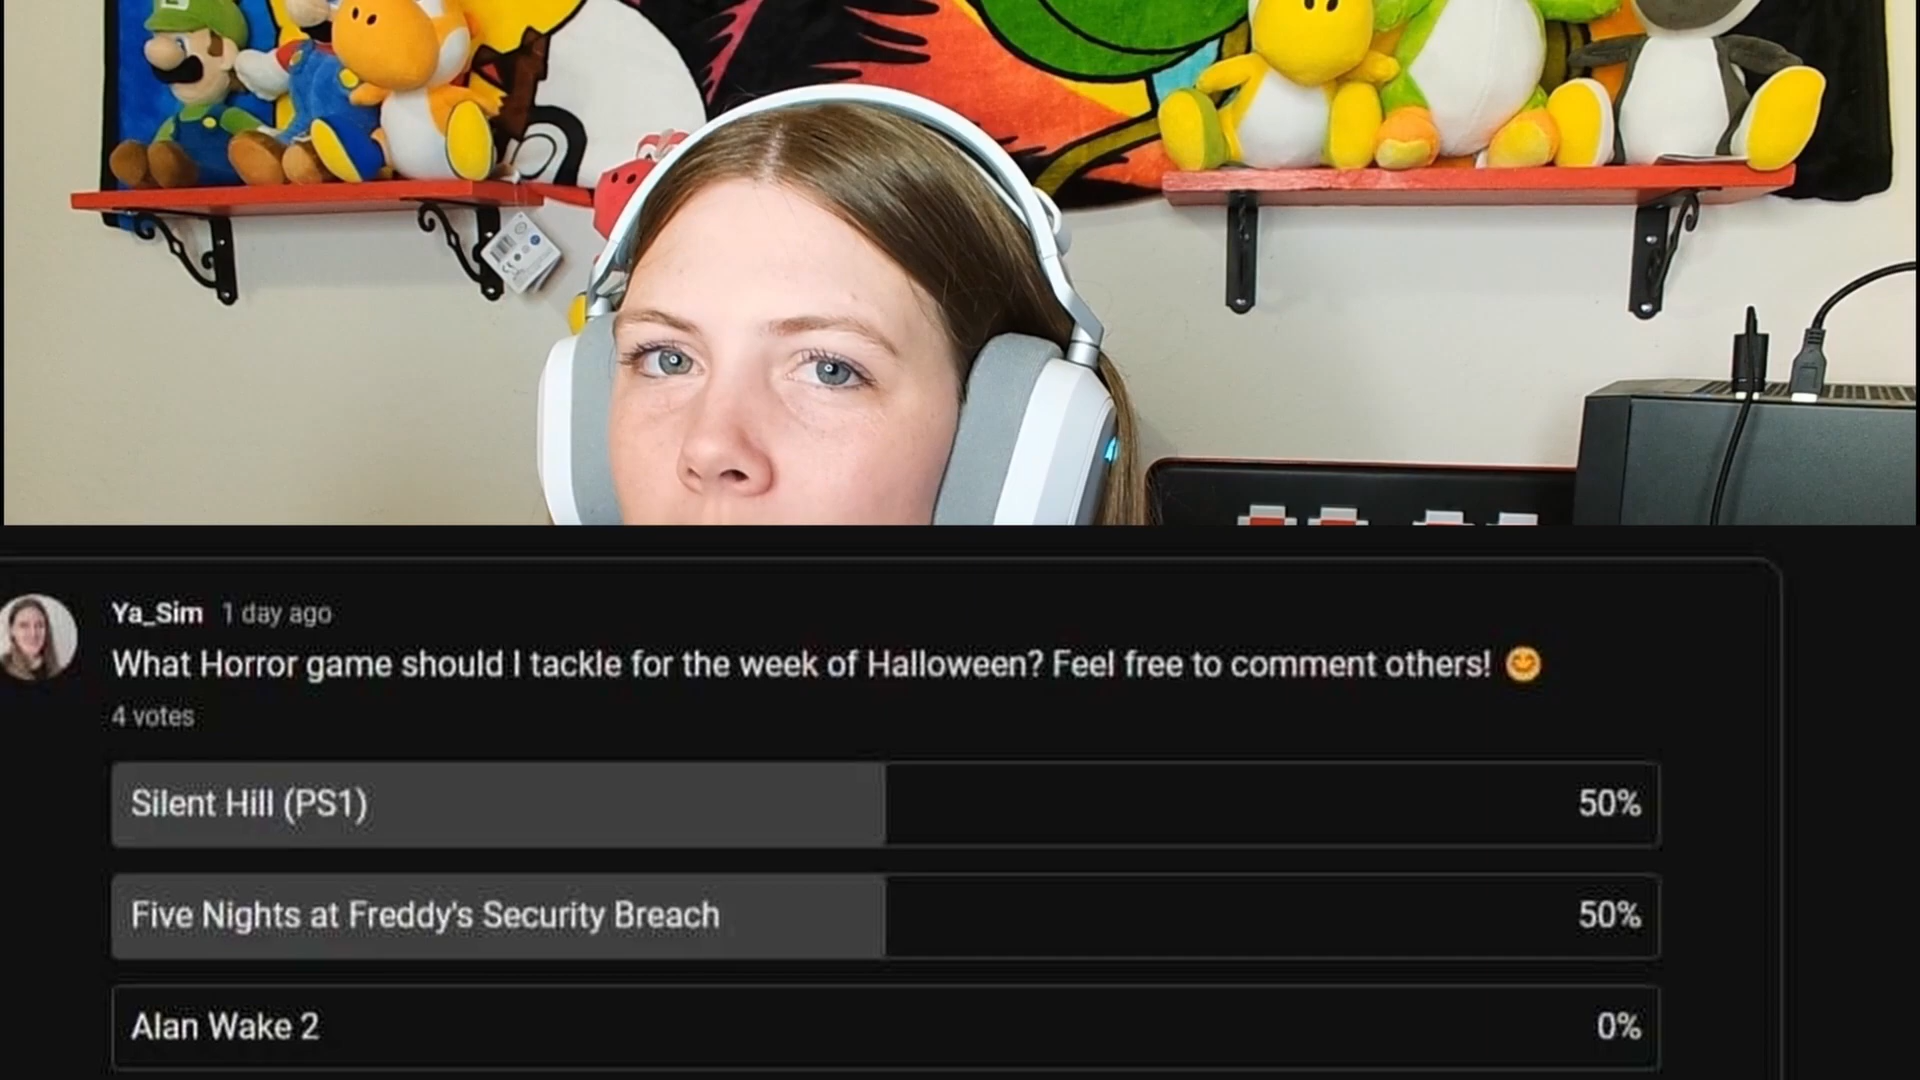 Ya_Sim 1 day ago
What Horror game should I tackle for the week of Halloween? Feel free to comment others! 😊
4 votes
Silent Hill (PS1) 50%
Five Nights at Freddy's Security Breach 50%
Alan Wake 2 0%